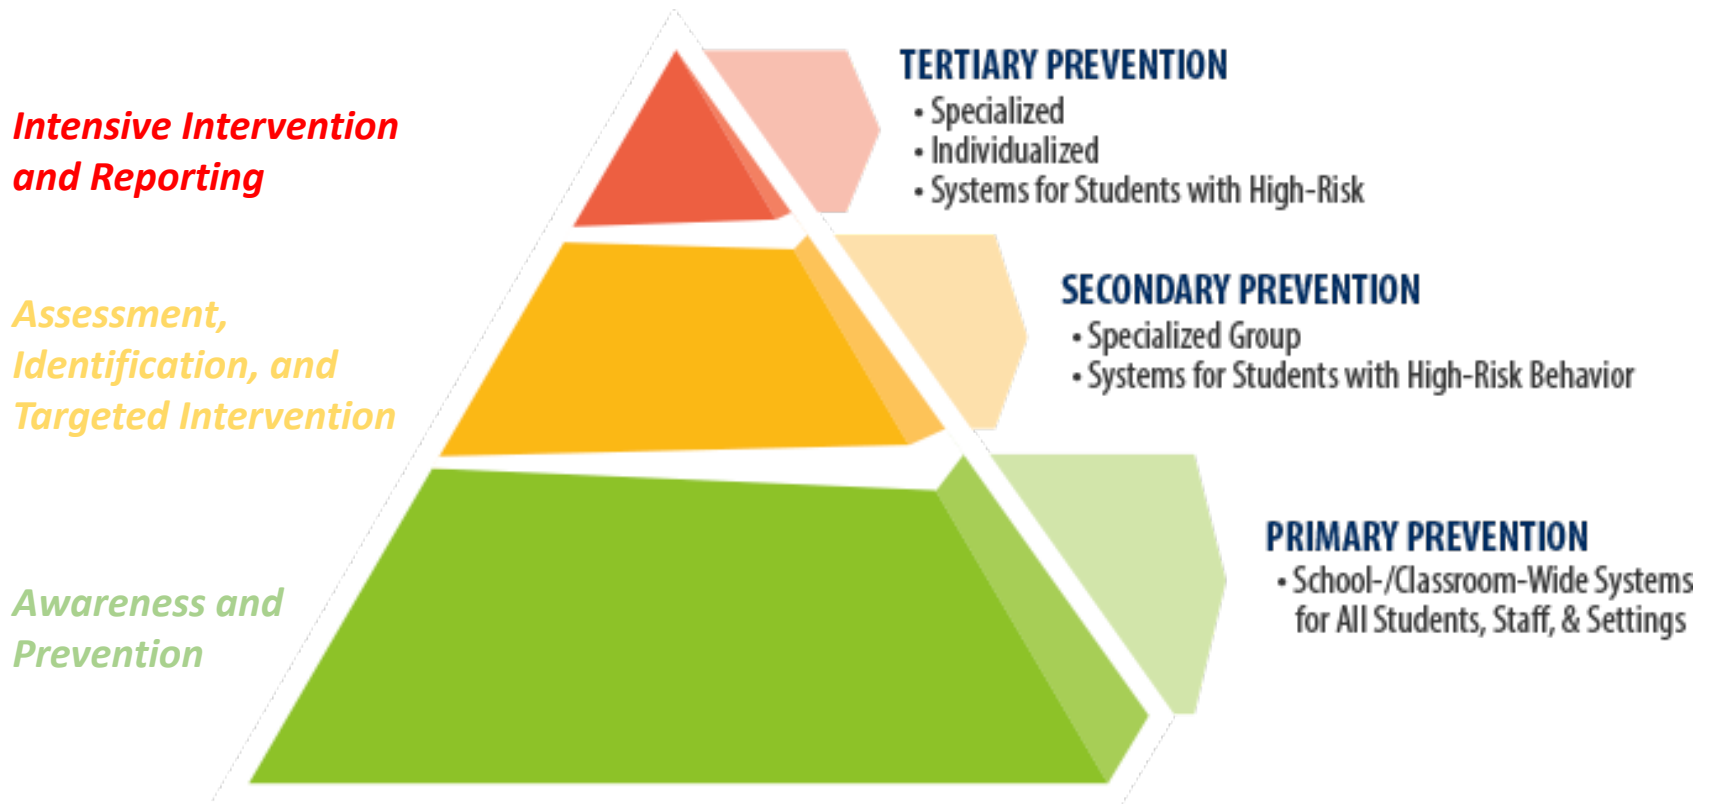 Intensive Intervention
and Reporting
TERTIARY PREVENTION
• Specialized
• Individualized
• Systems for Students with High-Risk
Assessment,
Identification, and
Targeted Intervention
SECONDARY PREVENTION
• Specialized Group
• Systems for Students with High-Risk Behavior
Awareness and
Prevention
PRIMARY PREVENTION
• School-/Classroom-Wide Systems
for All Students, Staff, & Settings